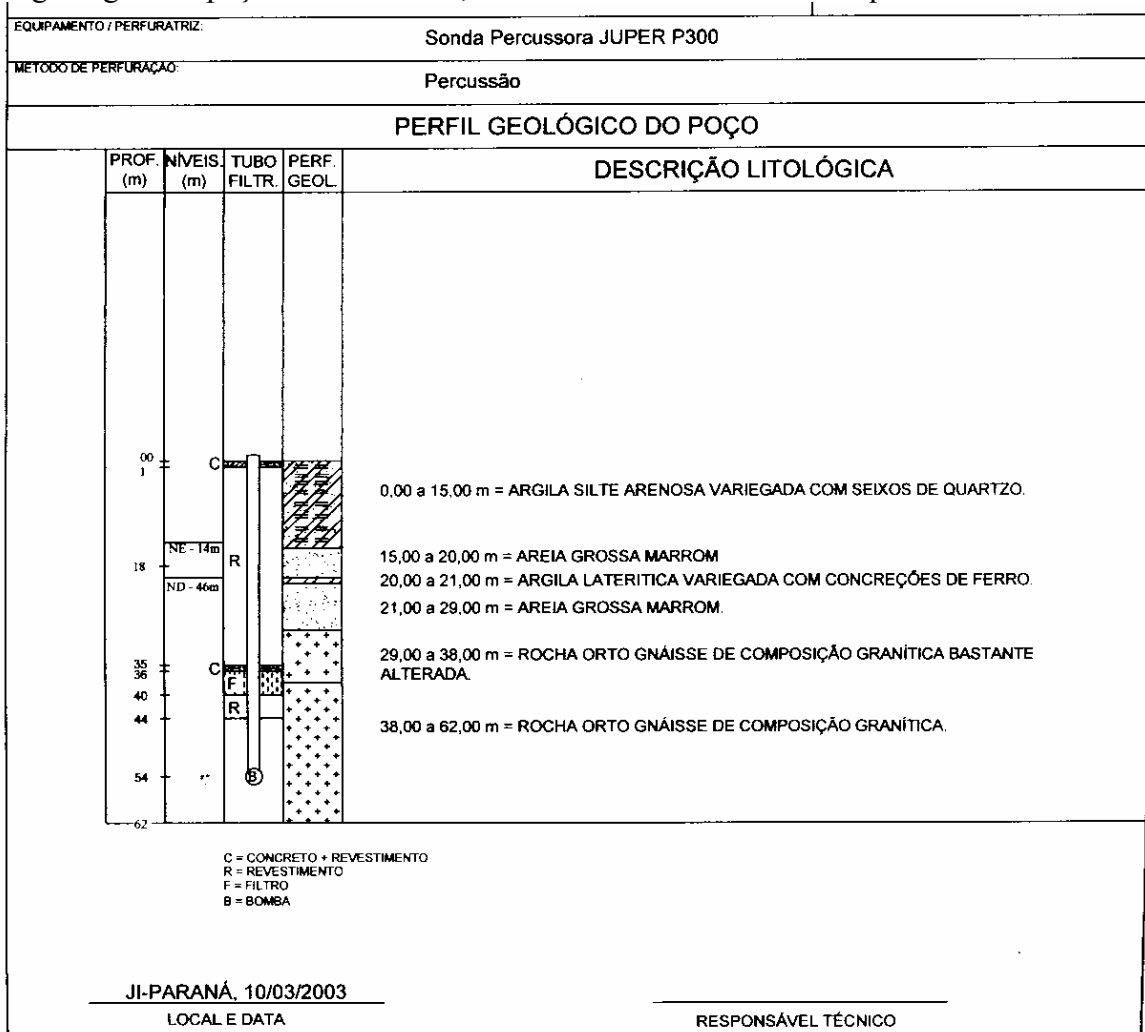 EQUIPAMENTO / PERFURATRIZ:
Sonda Percussora JUPER P300
METODO DE PERFURAÇAO:
Percussão
PERFIL GEOLÓGICO DO POÇO
PROF. (m) NÍVEIS. (m) TUBO FILTR. PERF. GEOL. DESCRIÇÃO LITOLÓGICA
00
1
C
0,00 a 15,00 m = ARGILA SILTE ARENOSA VARIEGADA COM SEIXOS DE QUARTZO.
NE - 14m
15,00 a 20,00 m = AREIA GROSSA MARROM
18
R
20,00 a 21,00 m = ARGILA LATERITICA VARIEGADA COM CONCREÇÕES DE FERRO.
ND - 46m
21,00 a 29,00 m = AREIA GROSSA MARROM.
29,00 a 38,00 m = ROCHA ORTO GNÁISSE DE COMPOSIÇÃO GRANÍTICA BASTANTE
ALTERADA.
35
C
36
F
40
R
44
38,00 a 62,00 m = ROCHA ORTO GNÁISSE DE COMPOSIÇÃO GRANÍTICA.
54
B
62
C = CONCRETO + REVESTIMENTO
R = REVESTIMENTO
F = FILTRO
B = BOMBA
JI-PARANÁ, 10/03/2003
LOCAL E DATA
RESPONSÁVEL TÉCNICO